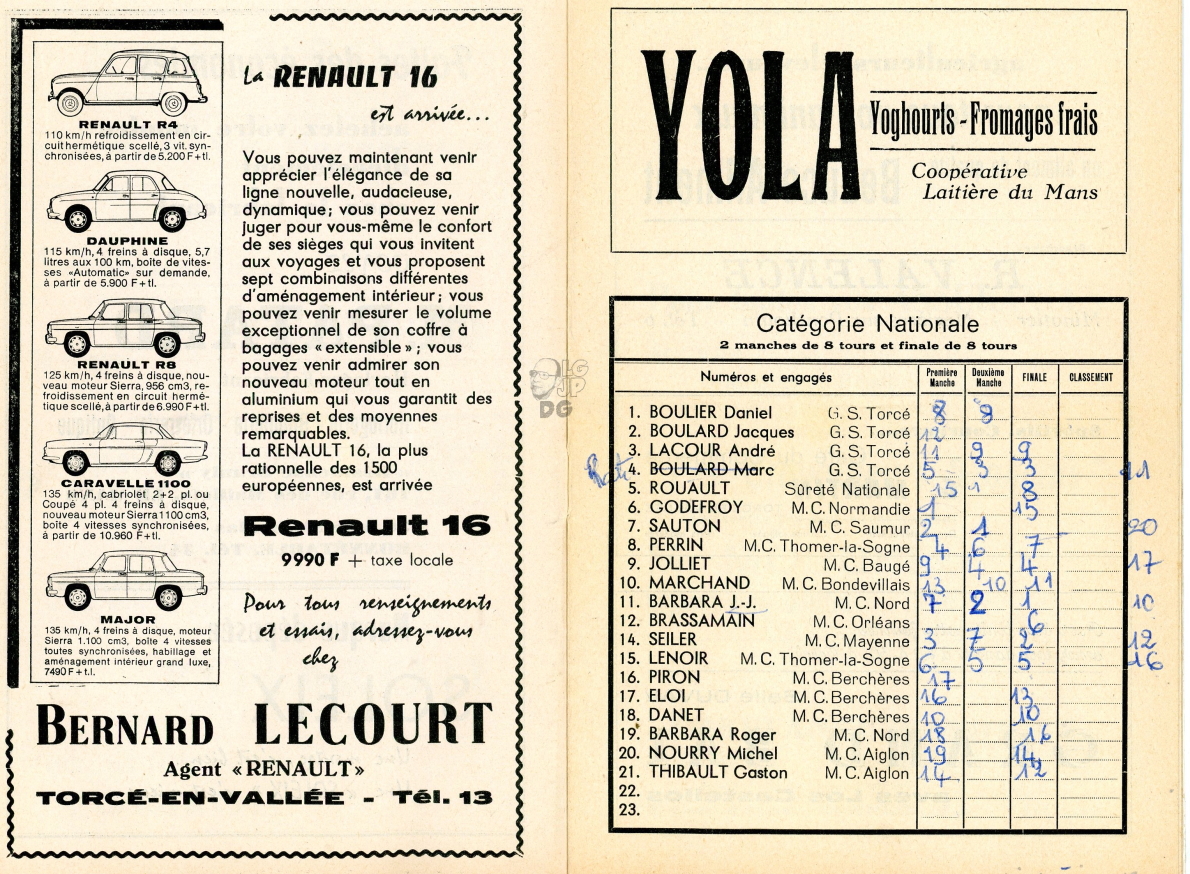 La RENAULT 16
est arrivée...
RENAULT R4
110 km/h refroidissement en cir-
cuit hermétique scellé, 3 vit. syn-
chronisées, à partir de 5.200 F+tl.
DAUPHINE
115 km/h, 4 freins à disque, 5,7
litres aux 100 km, boîte de vites-
ses «Automatic» sur demande,
à partir de 5.900 F+tl.
RENAULT R8
125 km/h, 4 freins à disque, nou-
veau moteur Sierra, 956 cm3, re-
froidissement en circuit hermé-
tique scellé, à partir de 6.990 F+tl.
CARAVELLE 1100
135 km/h, cabriolet 2+2 pl. ou
Coupé 4 pl. 4 freins à disque,
nouveau moteur Sierra 1100 cm3,
boîte 4 vitesses synchronisées,
à partir de 10.960 F+tl.
MAJOR
135 km/h, 4 freins à disque, moteur
Sierra 1.100 cm3, boîte 4 vitesses
toutes synchronisées, habillage et
aménagement intérieur grand luxe,
7490 F + t.l.
Vous pouvez maintenant venir
apprécier l'élégance de sa
ligne nouvelle, audacieuse,
dynamique; vous pouvez venir
juger pour vous-même le confort
de ses sièges qui vous invitent
aux voyages et vous proposent
sept combinaisons différentes
d'aménagement intérieur; vous
pouvez venir mesurer le volume
exceptionnel de son coffre à
bagages «extensible»; vous
pouvez venir admirer son
nouveau moteur tout en
aluminium qui vous garantit des
reprises et des moyennes
remarquables.
La RENAULT 16, la plus
rationnelle des 1500
européennes, est arrivée
Renault 16
9990 F + taxe locale
Pour tous renseignements
et essais, adressez-vous
chez
BERNARD LECOURT
Agent «RENAULT»
TORCÉ-EN-VALLÉE - Tél. 13
LG
JP
DG
YOLA
Yoghourts - Fromages frais
Coopérative
Laitière du Mans
Catégorie Nationale
2 manches de 8 tours et finale de 8 tours
Numéros et engagés Première Manche Deuxième Manche FINALE CLASSEMENT
1. BOULIER Daniel G. S. Torcé 8 8
2. BOULARD Jacques G. S. Torcé 12
3. LACOUR André G. S. Torcé 11 9 9
4. BOULARD Marc G. S. Torcé 5 3 3 11
5. ROUAULT Sûreté Nationale 15 8
6. GODEFROY M. C. Normandie 1 15
7. SAUTON M. C. Saumur 2 1 20
8. PERRIN M.C. Thomer-la-Sogne 4 6 7
9. JOLLIET M. C. Baugé 9 4 4 17
10. MARCHAND M. C. Bondevillais 13 10 11
11. BARBARA J.-J. M. C. Nord 7 2 1 10
12. BRASSAMAIN M. C. Orléans 6
14. SEILER M. C. Mayenne 3 7 2 12
15. LENOIR M. C. Thomer-la-Sogne 6 5 5 16
16. PIRON M. C. Berchères 17
17. ELOI M. C. Berchères 16 13
18. DANET M. C. Berchères 10 10
19. BARBARA Roger M. C. Nord 18 16
20. NOURRY Michel M. C. Aiglon 19 14
21. THIBAULT Gaston M. C. Aiglon 14 12
22.
23.